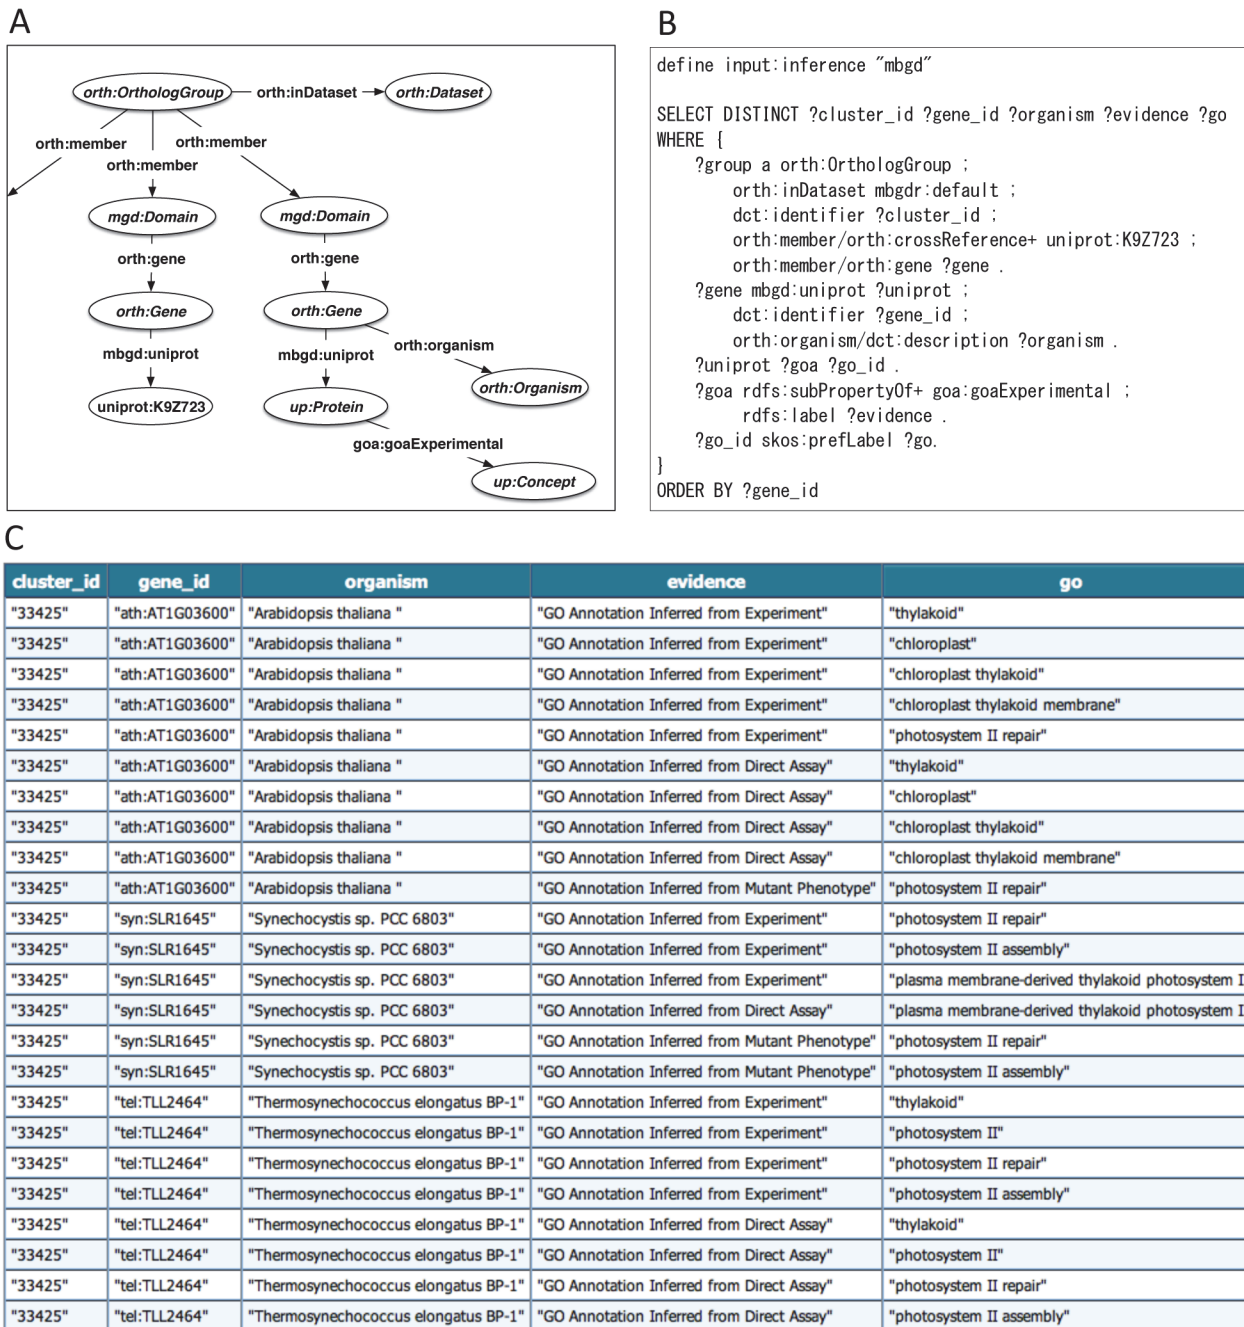 A
orth:OrthologGroup orth:inDataset orth:Dataset
orth:member orth:member
orth:member
mgd:Domain mgd:Domain
orth:gene orth:gene
orth:Gene orth:Gene
orth:organism
mbgd:uniprot mbgd:uniprot
orth:Organism
uniprot:K9Z723 up:Protein
goa:goaExperimental
up:Concept
B
define input:inference "mbgd"
SELECT DISTINCT ?cluster_id ?gene_id ?organism ?evidence ?go
WHERE {
?group a orth:OrthologGroup ;
orth:inDataset mbgdr:default ;
dct:identifier ?cluster_id ;
orth:member/orth:crossReference+ uniprot:K9Z723 ;
orth:member/orth:gene ?gene .
?gene mbgd:uniprot ?uniprot ;
dct:identifier ?gene_id ;
orth:organism/dct:description ?organism .
?uniprot ?goa ?go_id .
?goa rdfs:subPropertyOf+ goa:goaExperimental ;
rdfs:label ?evidence .
?go_id skos:prefLabel ?go.
}
ORDER BY ?gene_id
C
cluster_id gene_id organism evidence go
"33425" "ath:AT1G03600" "Arabidopsis thaliana " "GO Annotation Inferred from Experiment" "thylakoid"
"33425" "ath:AT1G03600" "Arabidopsis thaliana " "GO Annotation Inferred from Experiment" "chloroplast"
"33425" "ath:AT1G03600" "Arabidopsis thaliana " "GO Annotation Inferred from Experiment" "chloroplast thylakoid"
"33425" "ath:AT1G03600" "Arabidopsis thaliana " "GO Annotation Inferred from Experiment" "chloroplast thylakoid membrane"
"33425" "ath:AT1G03600" "Arabidopsis thaliana " "GO Annotation Inferred from Experiment" "photosystem II repair"
"33425" "ath:AT1G03600" "Arabidopsis thaliana " "GO Annotation Inferred from Direct Assay" "thylakoid"
"33425" "ath:AT1G03600" "Arabidopsis thaliana " "GO Annotation Inferred from Direct Assay" "chloroplast"
"33425" "ath:AT1G03600" "Arabidopsis thaliana " "GO Annotation Inferred from Direct Assay" "chloroplast thylakoid"
"33425" "ath:AT1G03600" "Arabidopsis thaliana " "GO Annotation Inferred from Direct Assay" "chloroplast thylakoid membrane"
"33425" "ath:AT1G03600" "Arabidopsis thaliana " "GO Annotation Inferred from Mutant Phenotype" "photosystem II repair"
"33425" "syn:SLR1645" "Synechocystis sp. PCC 6803" "GO Annotation Inferred from Experiment" "photosystem II repair"
"33425" "syn:SLR1645" "Synechocystis sp. PCC 6803" "GO Annotation Inferred from Experiment" "photosystem II assembly"
"33425" "syn:SLR1645" "Synechocystis sp. PCC 6803" "GO Annotation Inferred from Experiment" "plasma membrane-derived thylakoid photosystem I
"33425" "syn:SLR1645" "Synechocystis sp. PCC 6803" "GO Annotation Inferred from Direct Assay" "plasma membrane-derived thylakoid photosystem I
"33425" "syn:SLR1645" "Synechocystis sp. PCC 6803" "GO Annotation Inferred from Mutant Phenotype" "photosystem II repair"
"33425" "syn:SLR1645" "Synechocystis sp. PCC 6803" "GO Annotation Inferred from Mutant Phenotype" "photosystem II assembly"
"33425" "tel:TLL2464" "Thermosynechococcus elongatus BP-1" "GO Annotation Inferred from Experiment" "thylakoid"
"33425" "tel:TLL2464" "Thermosynechococcus elongatus BP-1" "GO Annotation Inferred from Experiment" "photosystem II"
"33425" "tel:TLL2464" "Thermosynechococcus elongatus BP-1" "GO Annotation Inferred from Experiment" "photosystem II repair"
"33425" "tel:TLL2464" "Thermosynechococcus elongatus BP-1" "GO Annotation Inferred from Experiment" "photosystem II assembly"
"33425" "tel:TLL2464" "Thermosynechococcus elongatus BP-1" "GO Annotation Inferred from Direct Assay" "thylakoid"
"33425" "tel:TLL2464" "Thermosynechococcus elongatus BP-1" "GO Annotation Inferred from Direct Assay" "photosystem II"
"33425" "tel:TLL2464" "Thermosynechococcus elongatus BP-1" "GO Annotation Inferred from Direct Assay" "photosystem II repair"
"33425" "tel:TLL2464" "Thermosynechococcus elongatus BP-1" "GO Annotation Inferred from Direct Assay" "photosystem II assembly"